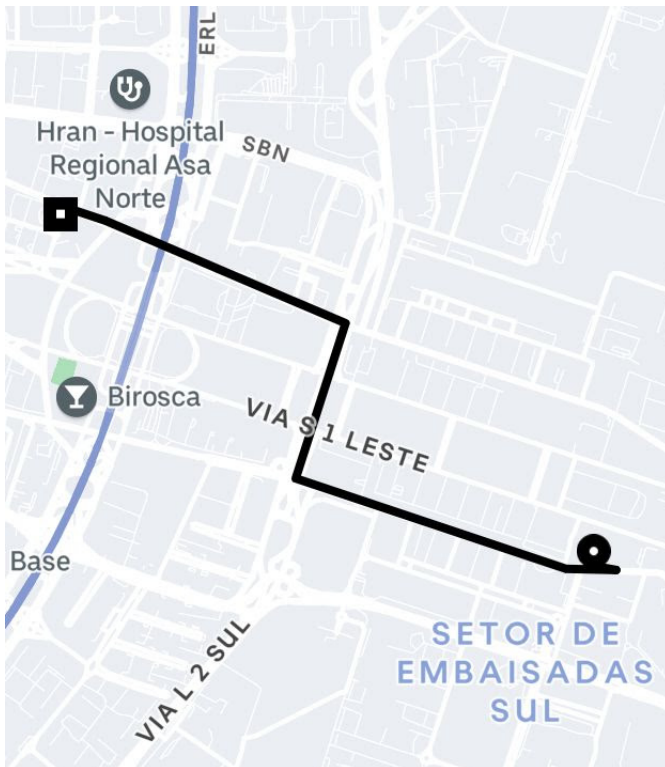 ERL
Hran - Hospital
Regional Asa
Norte
SBN
Birosca
VIA S 1 LESTE
Base
VIA L 2 SUL
SETOR DE
EMBAISADAS
SUL